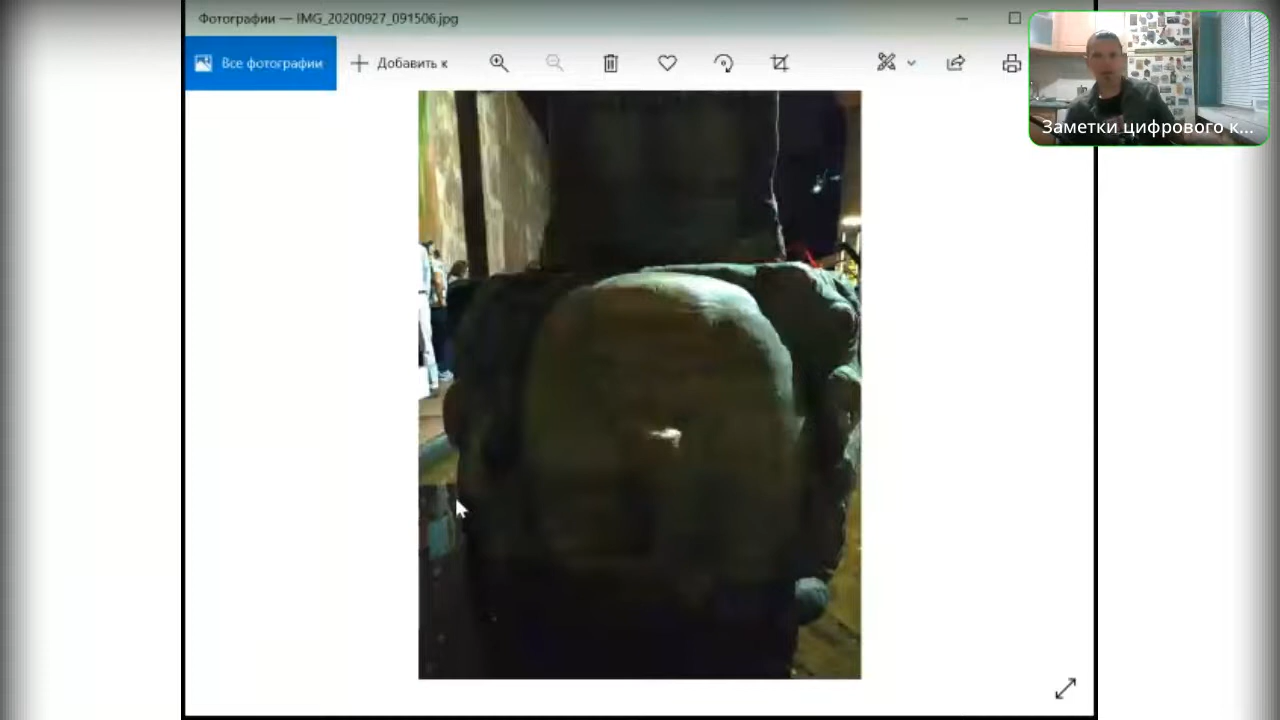 Фотографии — IMG_20200927_091506.jpg
Все фотографии
Добавить к
Заметки цифрового к...